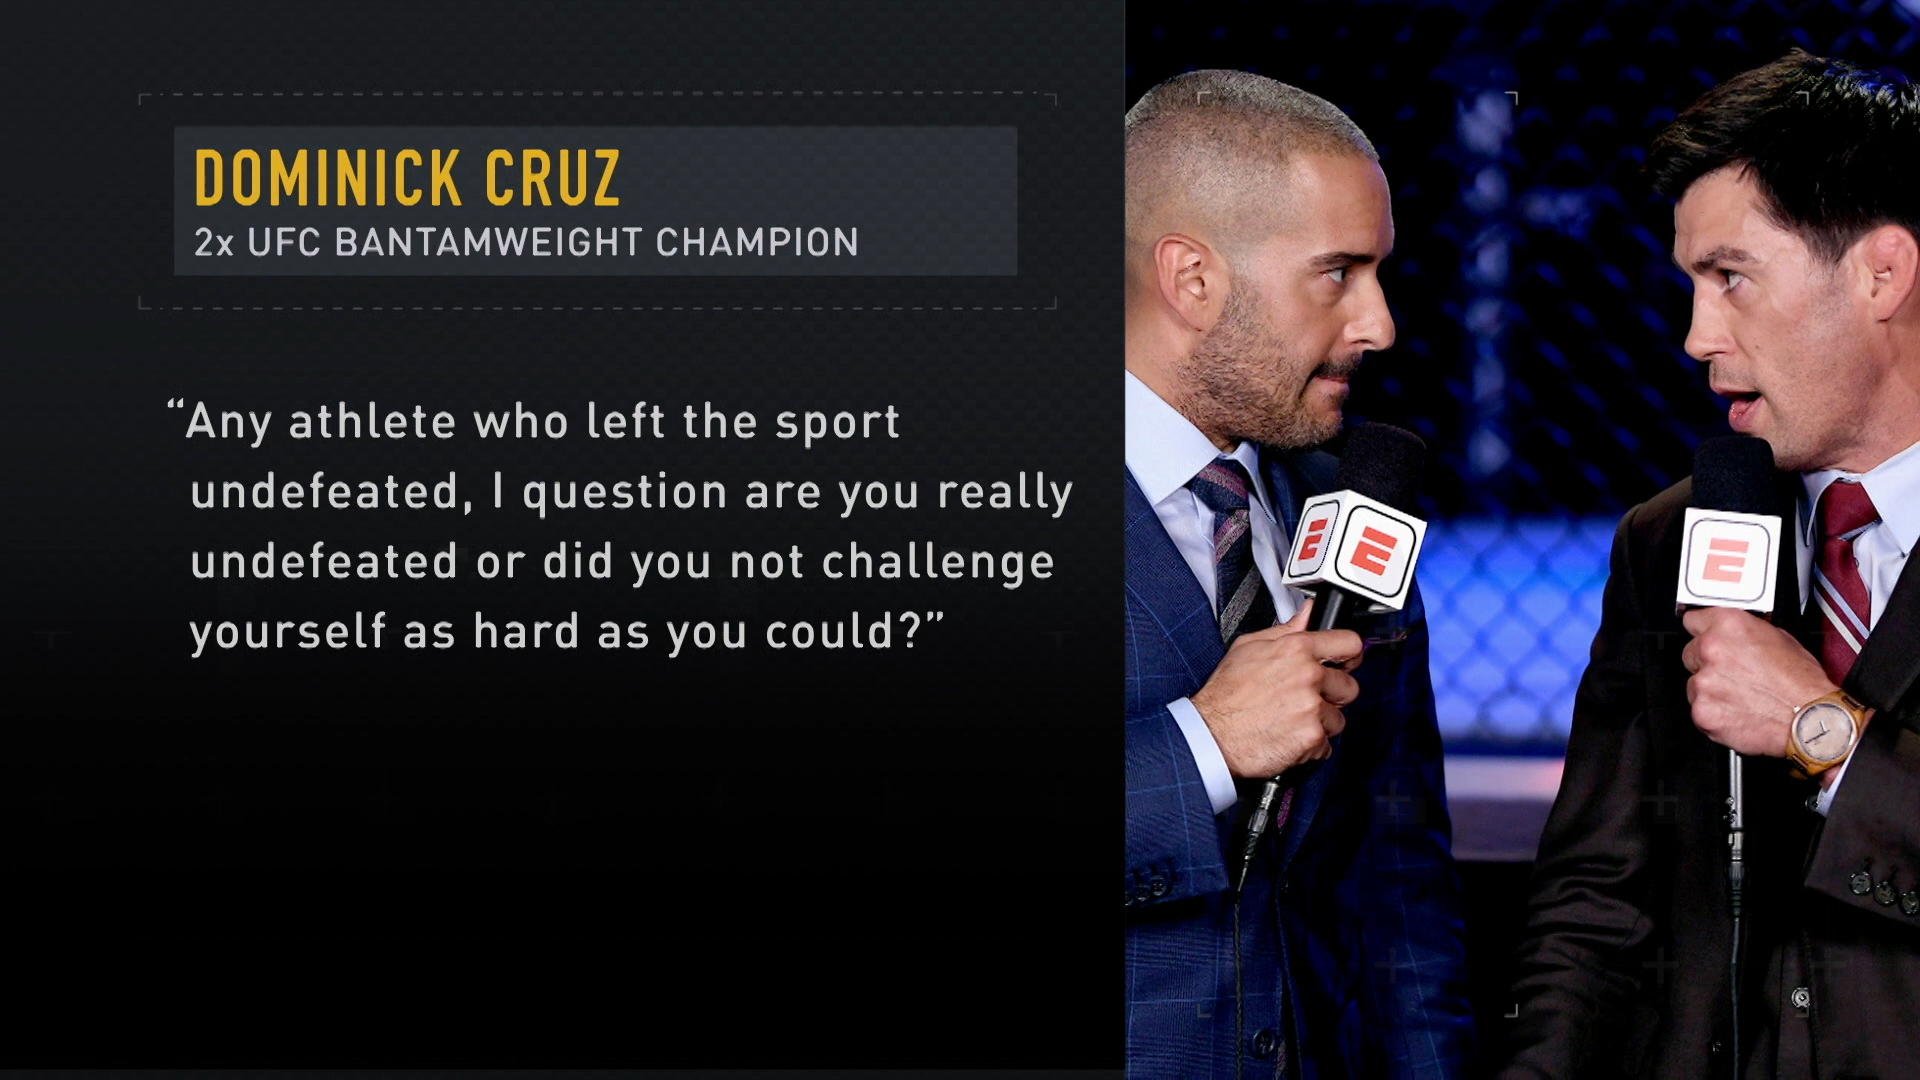 DOMINICK CRUZ
2x UFC BANTAMWEIGHT CHAMPION
“Any athlete who left the sport
undefeated, I question are you really
undefeated or did you not challenge
yourself as hard as you could?”
E E
E